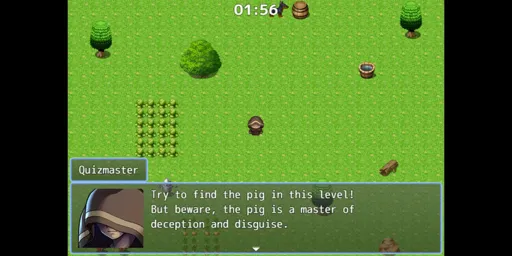 01:56
Quizmaster
Try to find the pig in this level!
But beware, the pig is a master of
deception and disguise.